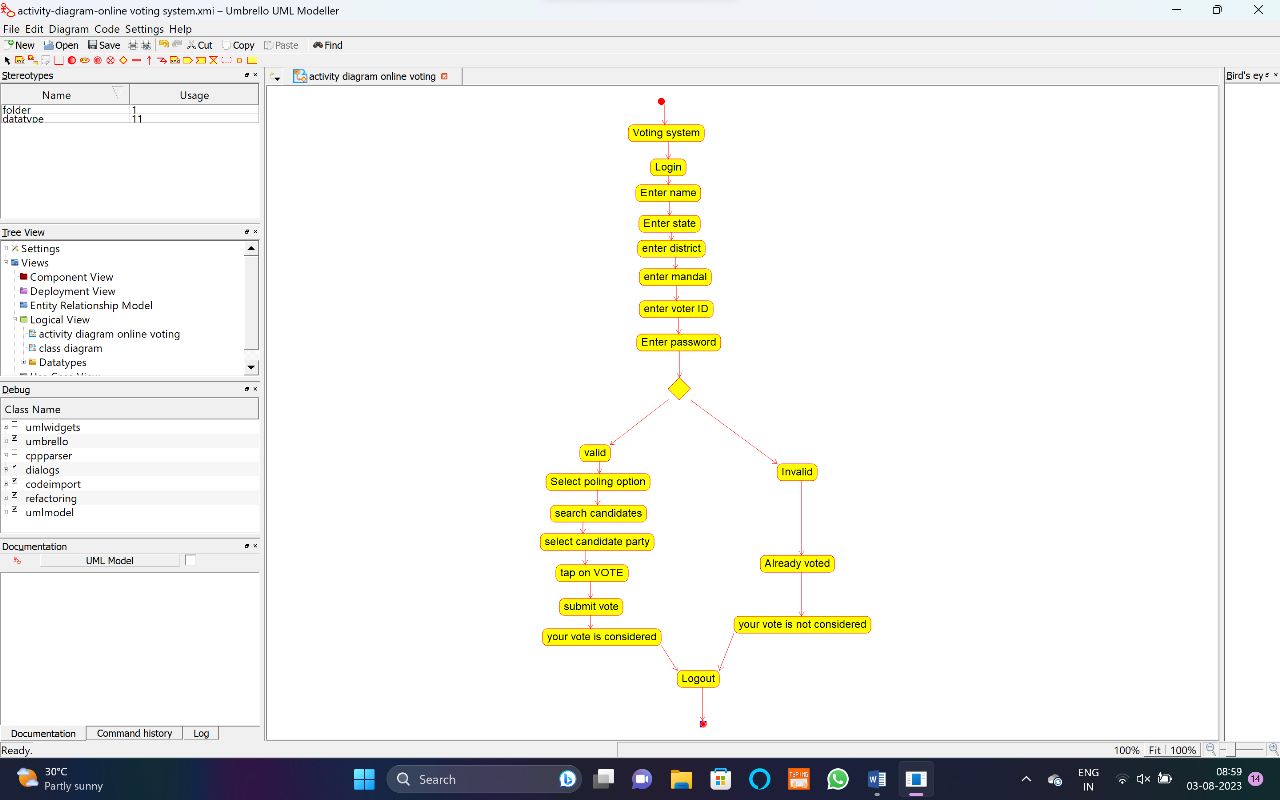 activity-diagram-online voting system.xmi – Umbrello UML Modeller
File Edit Diagram Code Settings Help
New Open Save Cut Copy Paste Find
Stereotypes
Name Usage
folder 1
datatype 11
Tree View
Settings
Views
Component View
Deployment View
Entity Relationship Model
Logical View
activity diagram online voting
class diagram
Datatypes
Debug
Class Name
umlwidgets
umbrello
cppparser
dialogs
codeimport
refactoring
umlmodel
Documentation
UML Model
Documentation Command history Log
Ready.
activity diagram online voting
Voting system
Login
Enter name
Enter state
enter district
enter mandal
enter voter ID
Enter password
valid
Invalid
Select poling option
search candidates
select candidate party
tap on VOTE
submit vote
your vote is considered
Already voted
your vote is not considered
Logout
Bird's ey
100% Fit 100%
30°C
Partly sunny
Search
ENG
IN
08:59
03-08-2023
14